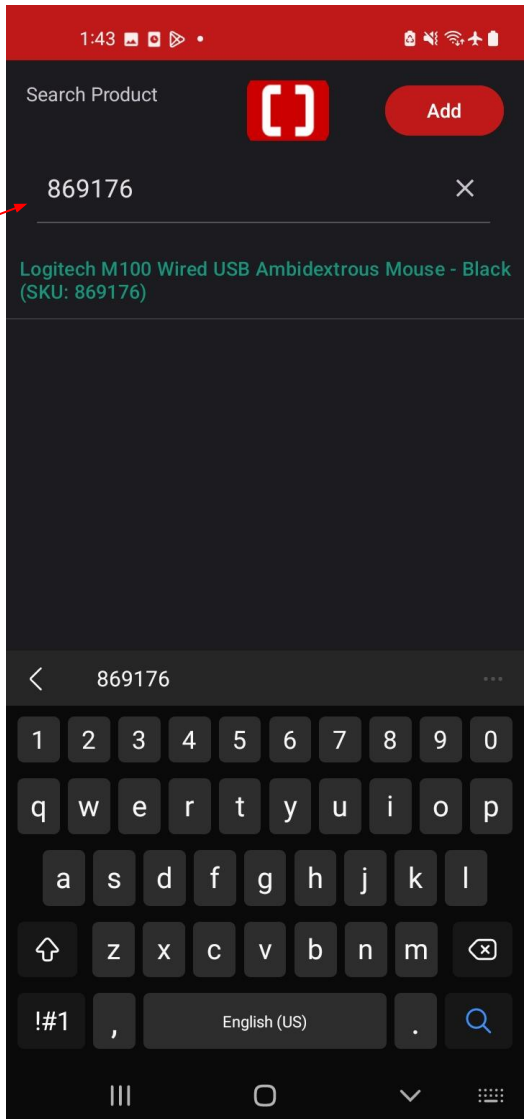 1:43
Search Product
Add
869176
Logitech M100 Wired USB Ambidextrous Mouse - Black
(SKU: 869176)
869176
1 2 3 4 5 6 7 8 9 0
q w e r t y u i o p
a s d f g h j k l
z x c v b n m
!#1 , English (US) .